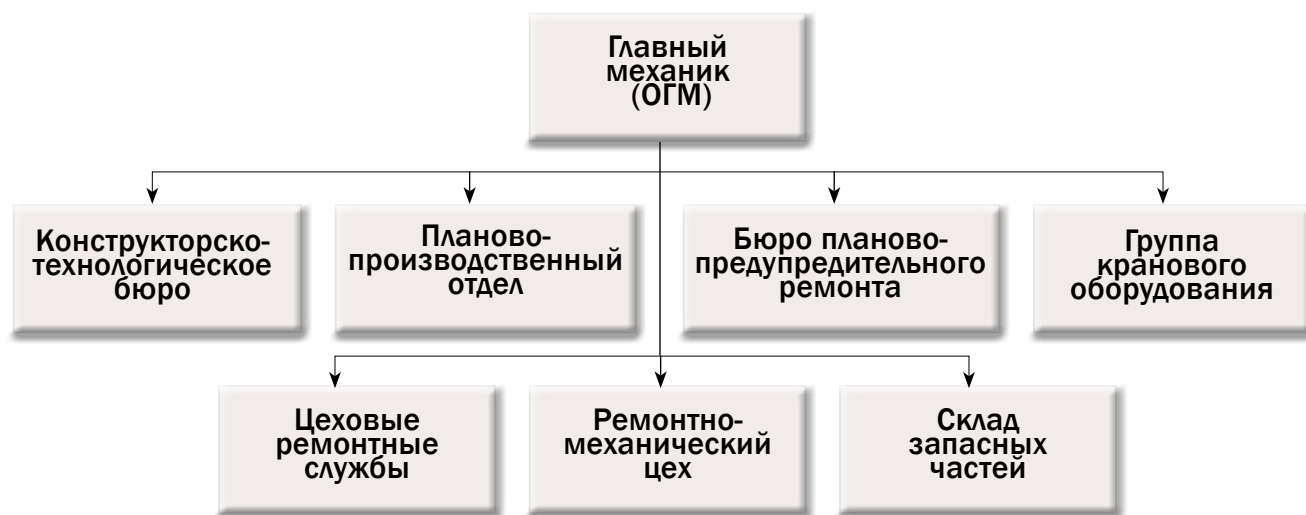 Главный
механик
(ОГМ)
Конструкторско-
технологическое
бюро
Планово-
производственный
отдел
Бюро планово-
предупредительного
ремонта
Группа
кранового
оборудования
Цеховые
ремонтные
службы
Ремонтно-
механический
цех
Склад
запасных
частей